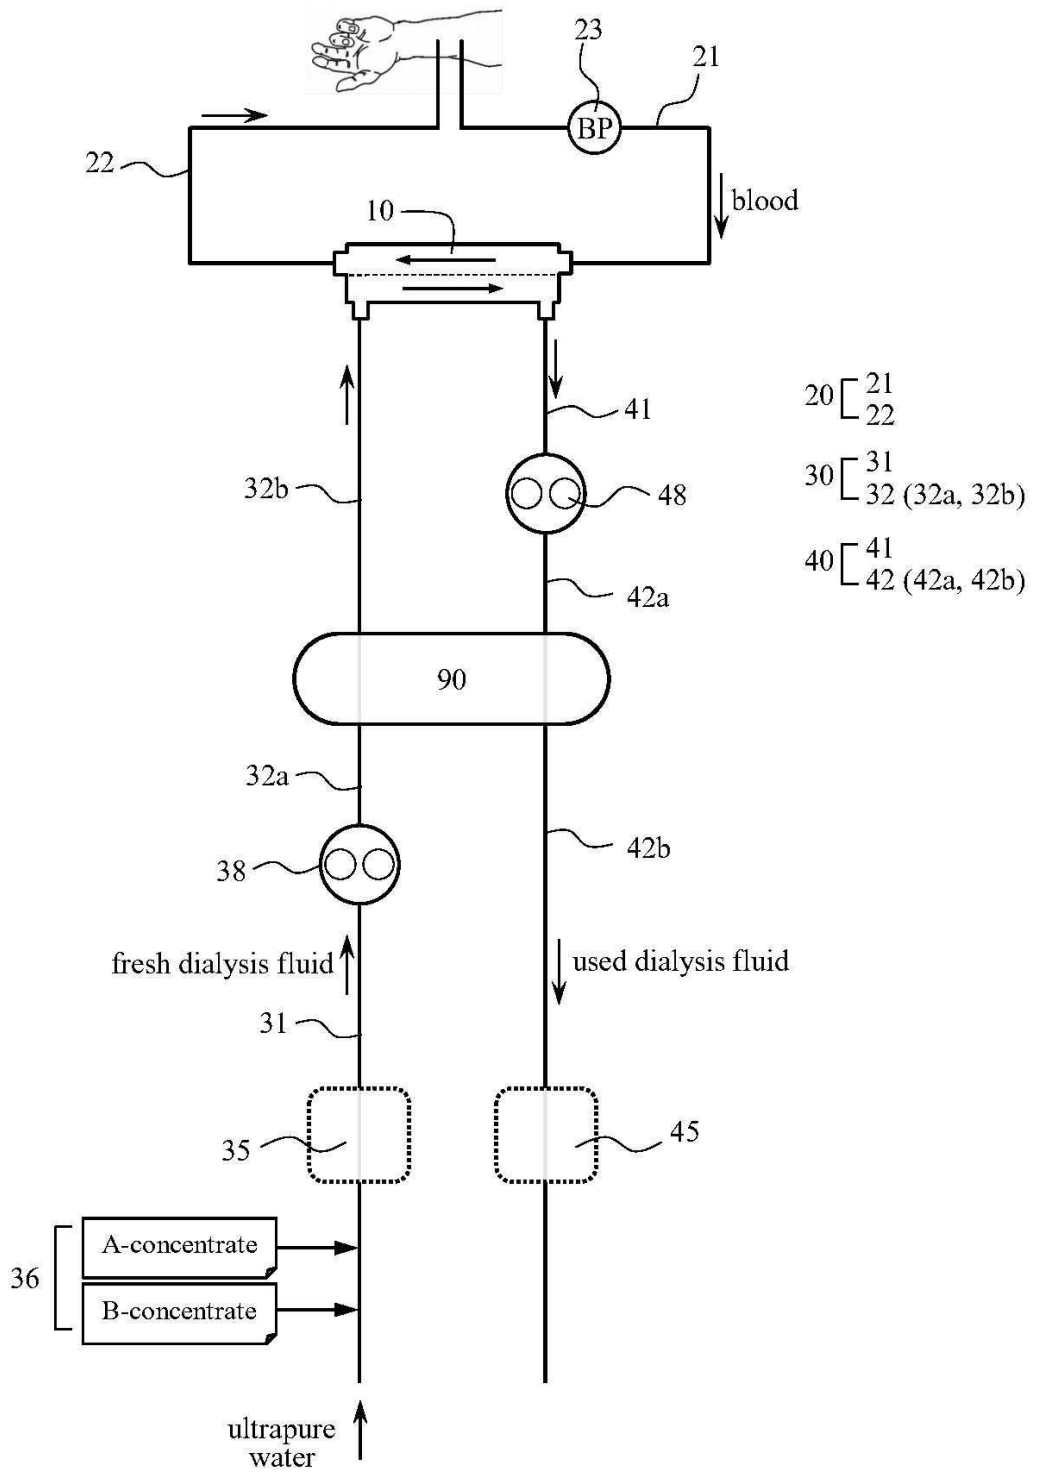 23
21
BP
22
blood
10
41
20 21
22
32b
48
30 31
32 (32a, 32b)
42a
40 41
42 (42a, 42b)
90
32a
42b
38
fresh dialysis fluid
used dialysis fluid
31
35
45
36
A-concentrate
B-concentrate
ultrapure
water